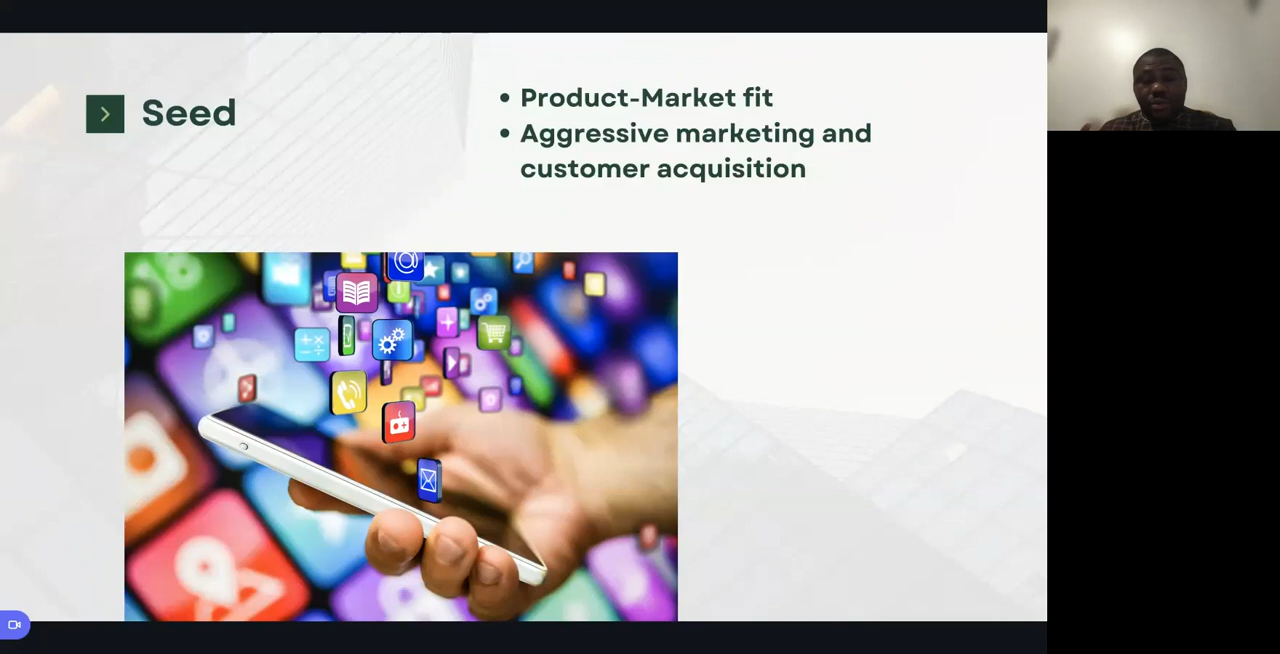 Seed
• Product-Market fit
• Aggressive marketing and
customer acquisition